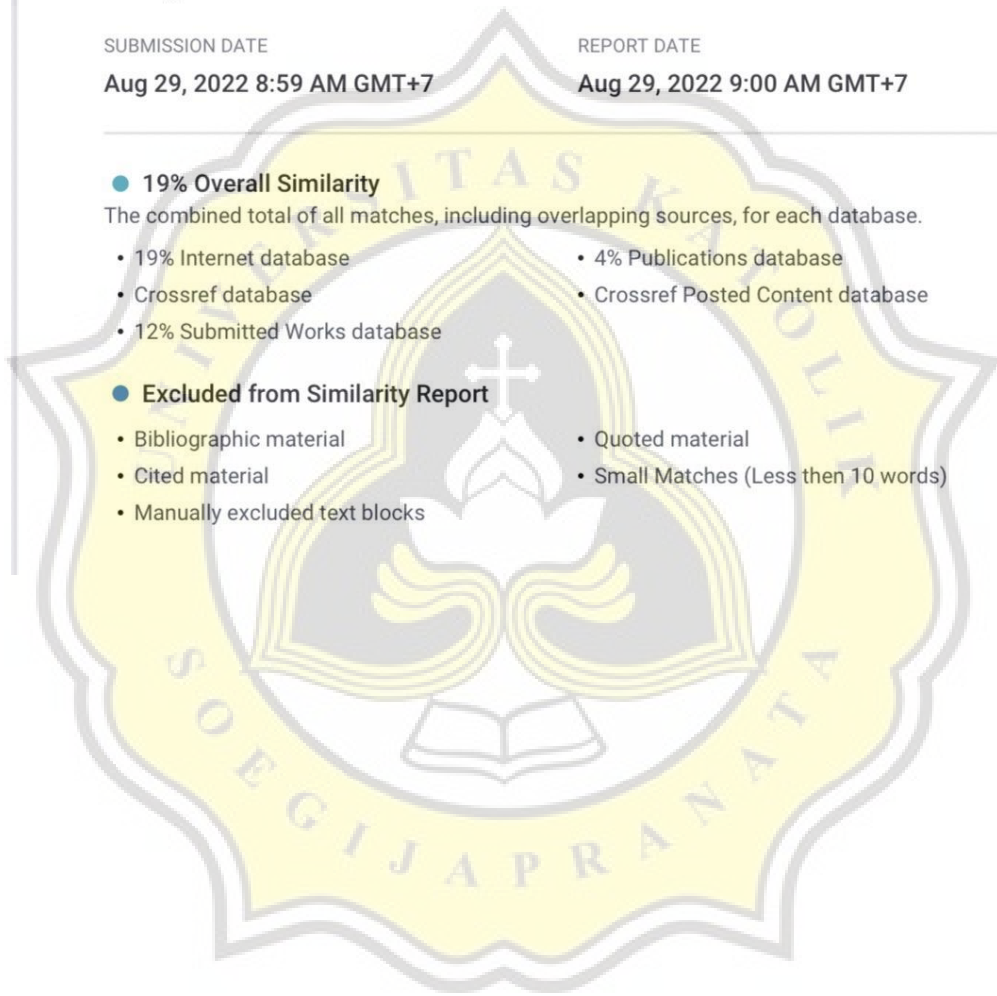 SUBMISSION DATE
REPORT DATE
Aug 29, 2022 8:59 AM GMT+7
Aug 29, 2022 9:00 AM GMT+7
● 19% Overall Similarity
The combined total of all matches, including overlapping sources, for each database.
• 19% Internet database
• 4% Publications database
• Crossref database
• Crossref Posted Content database
• 12% Submitted Works database
● Excluded from Similarity Report
• Bibliographic material
• Quoted material
• Cited material
• Small Matches (Less then 10 words)
• Manually excluded text blocks
UNIVERSITAS KATOLIK
SOEGIJAPRANATA